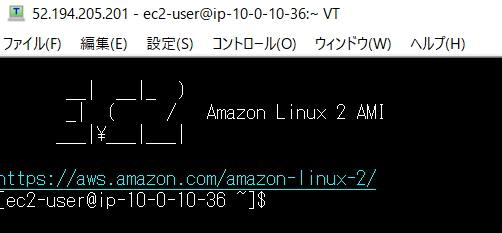 52.194.205.201 - ec2-user@ip-10-0-10-36:~ VT
ファイル(F) 編集(E) 設定(S) コントロール(O) ウィンドウ(W) ヘルプ(H)
__|  __|_  )
_|  (     /   Amazon Linux 2 AMI
___|¥___|___|
https://aws.amazon.com/amazon-linux-2/
[ec2-user@ip-10-0-10-36 ~]$